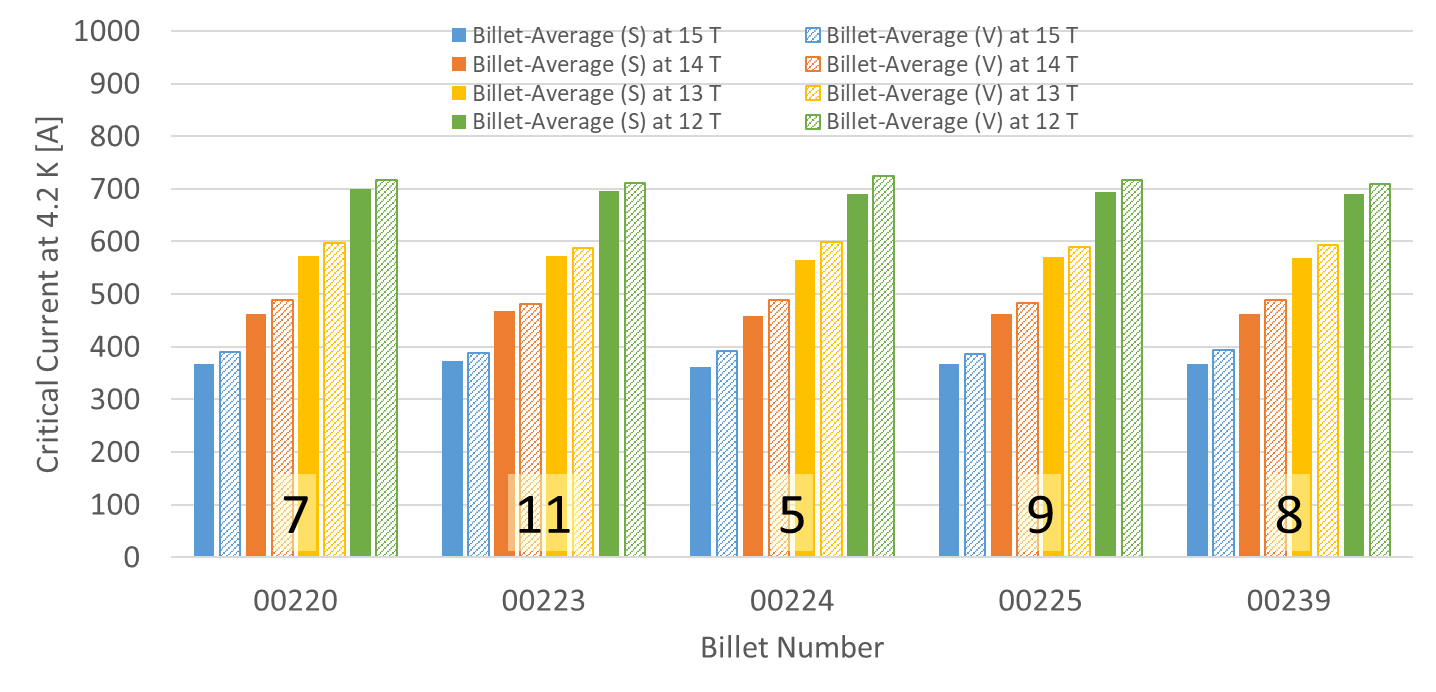 1000
900
800
700
600
500
400
300
200
100
0
Critical Current at 4.2 K [A]
Billet-Average (S) at 15 T
Billet-Average (V) at 15 T
Billet-Average (S) at 14 T
Billet-Average (V) at 14 T
Billet-Average (S) at 13 T
Billet-Average (V) at 13 T
Billet-Average (S) at 12 T
Billet-Average (V) at 12 T
7
11
5
9
8
00220
00223
00224
00225
00239
Billet Number